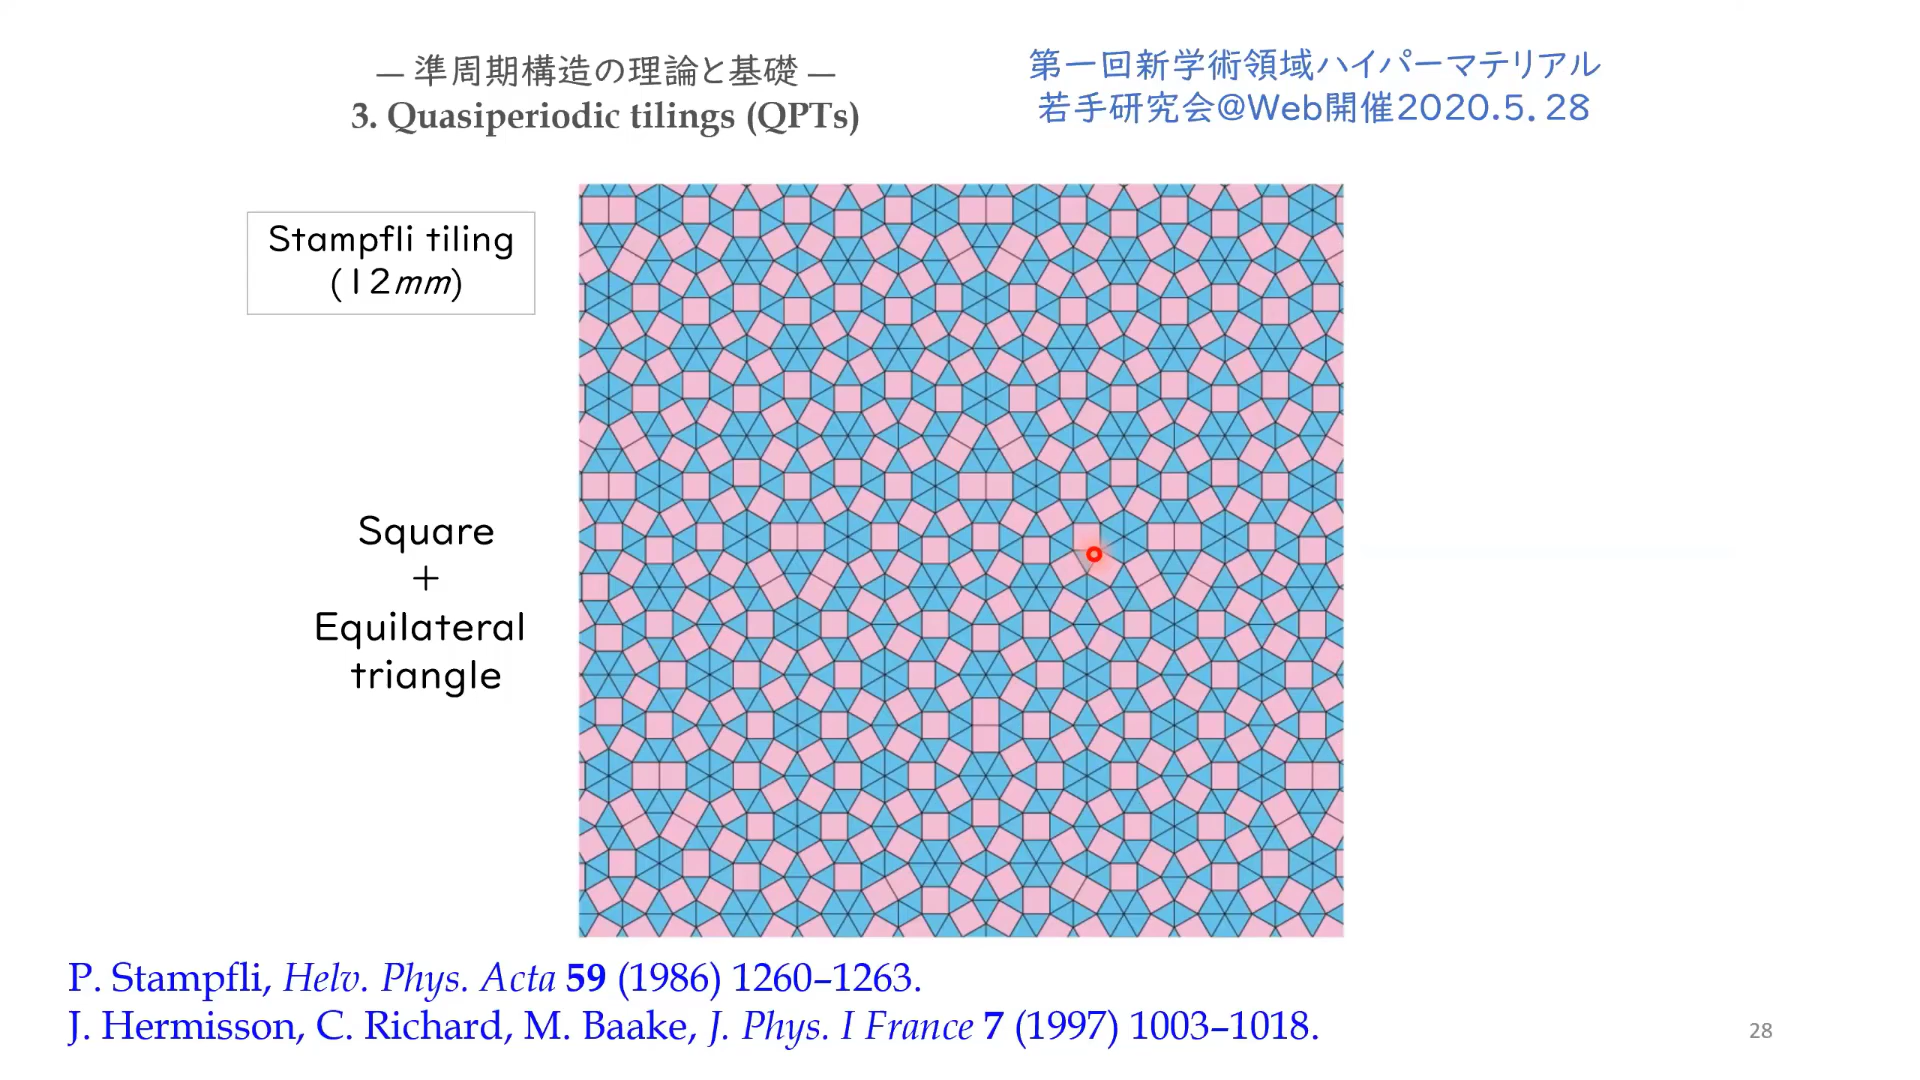 — 準周期構造の理論と基礎 —
3. Quasiperiodic tilings (QPTs)
第一回新学術領域ハイパーマテリアル
若手研究会@Web開催2020.5.28
Stampfli tiling
(12mm)
Square
+
Equilateral
triangle
P. Stampfli, Helv. Phys. Acta 59 (1986) 1260–1263.
J. Hermisson, C. Richard, M. Baake, J. Phys. I France 7 (1997) 1003–1018.
28